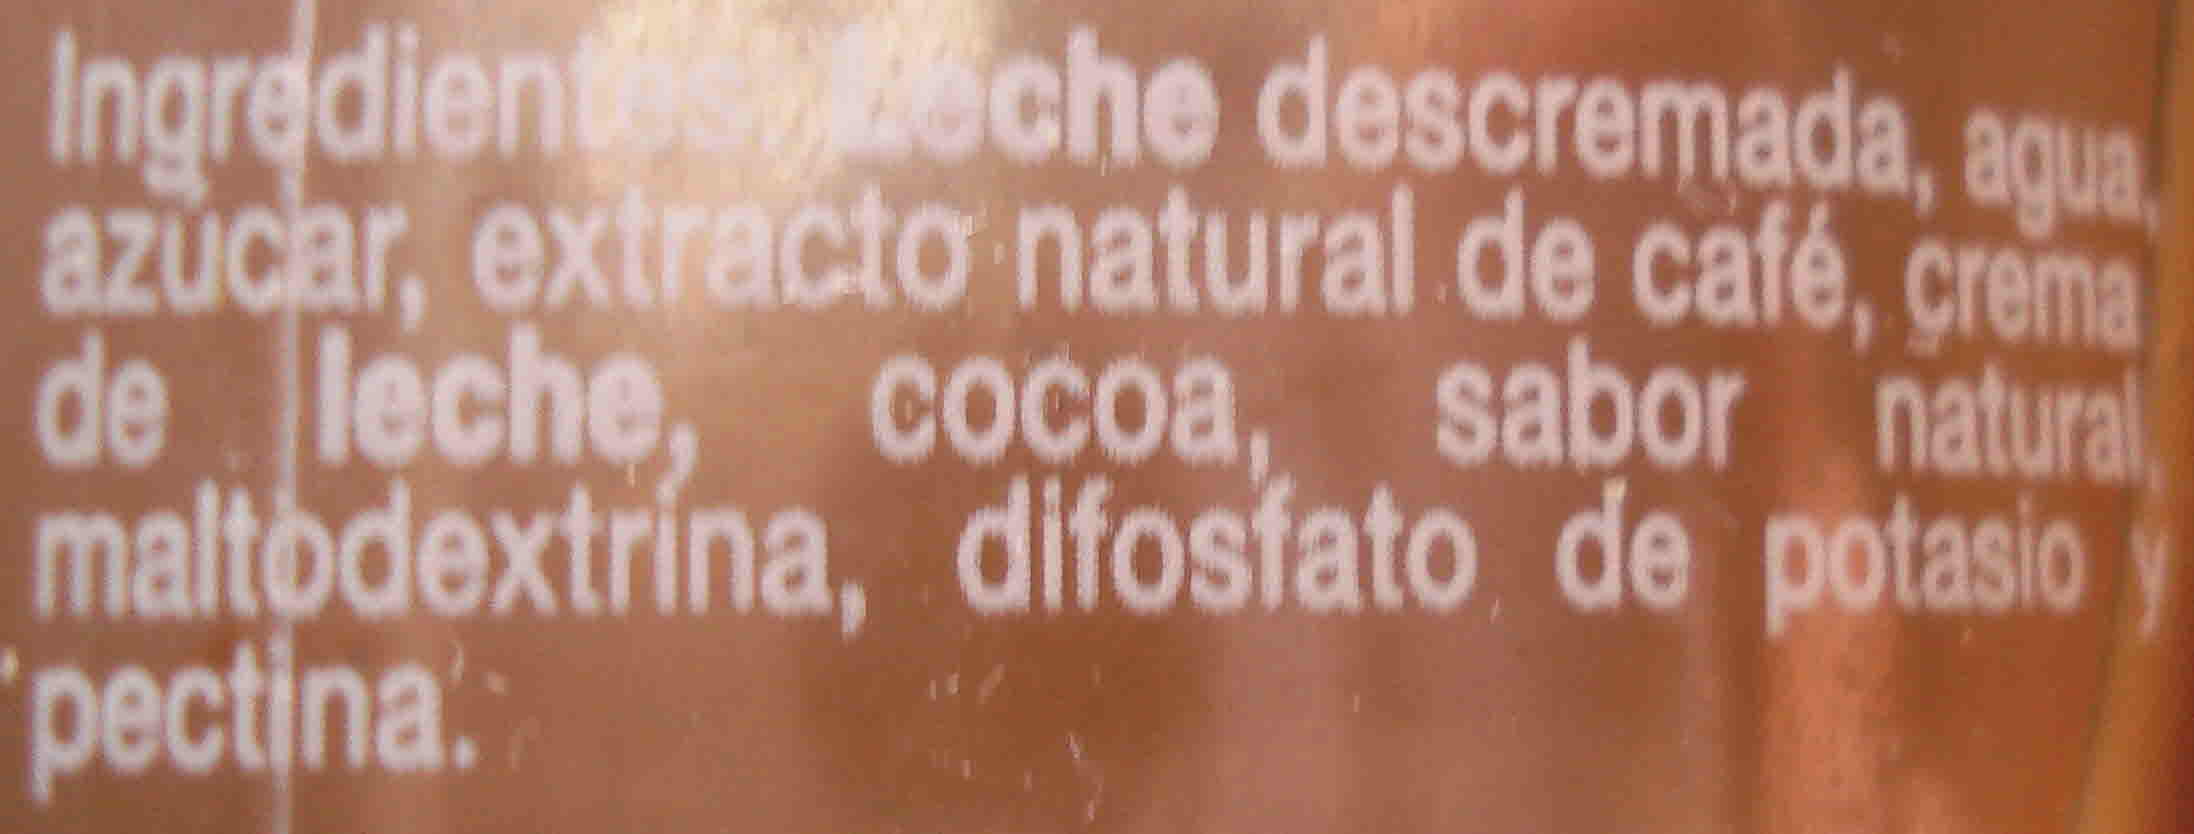 Ingredientes: Leche descremada, agua,
azucar, extracto natural de café, crema
de leche, cocoa, sabor natural,
maltodextrina, difosfato de potasio y
pectina.